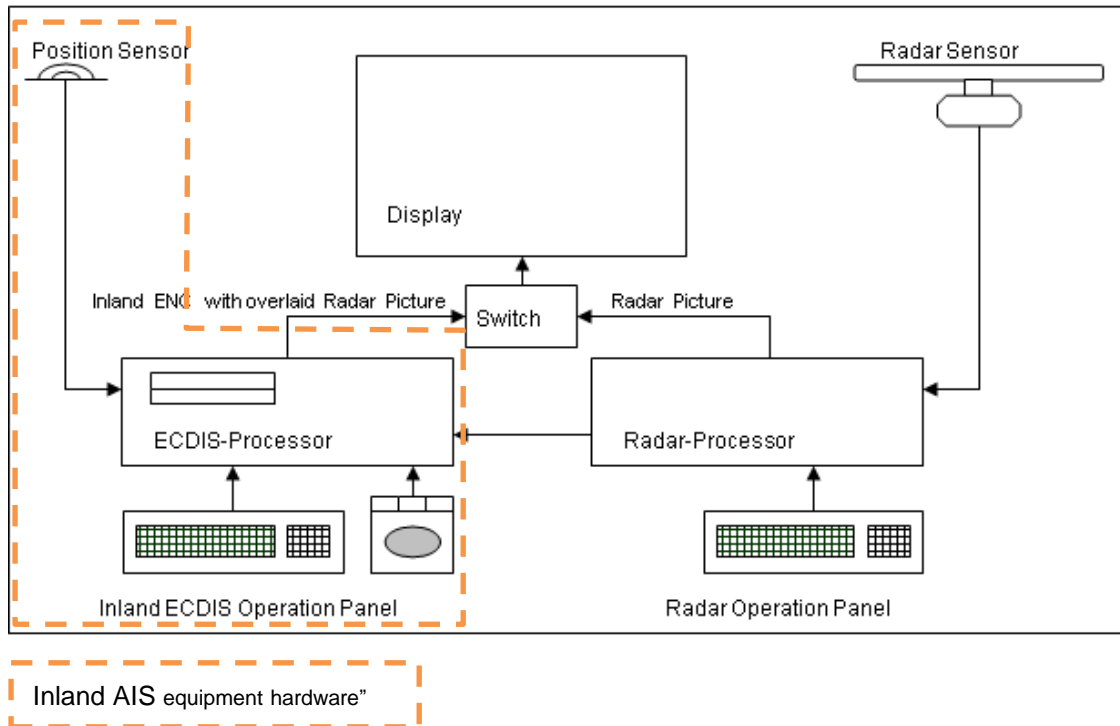 Position Sensor
Radar Sensor
Display
Inland ENC with overlaid Radar Picture
Radar Picture
Switch
ECDIS-Processor
Radar-Processor
Inland ECDIS Operation Panel
Radar Operation Panel
Inland AIS equipment hardware”